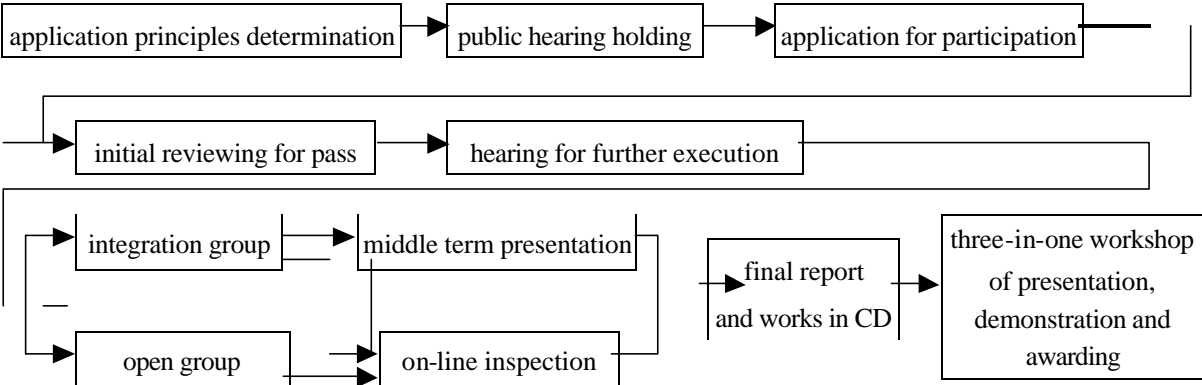 application principles determination
public hearing holding
application for participation
initial reviewing for pass
hearing for further execution
integration group
middle term presentation
open group
on-line inspection
final report
and works in CD
three-in-one workshop
of presentation,
demonstration and
awarding